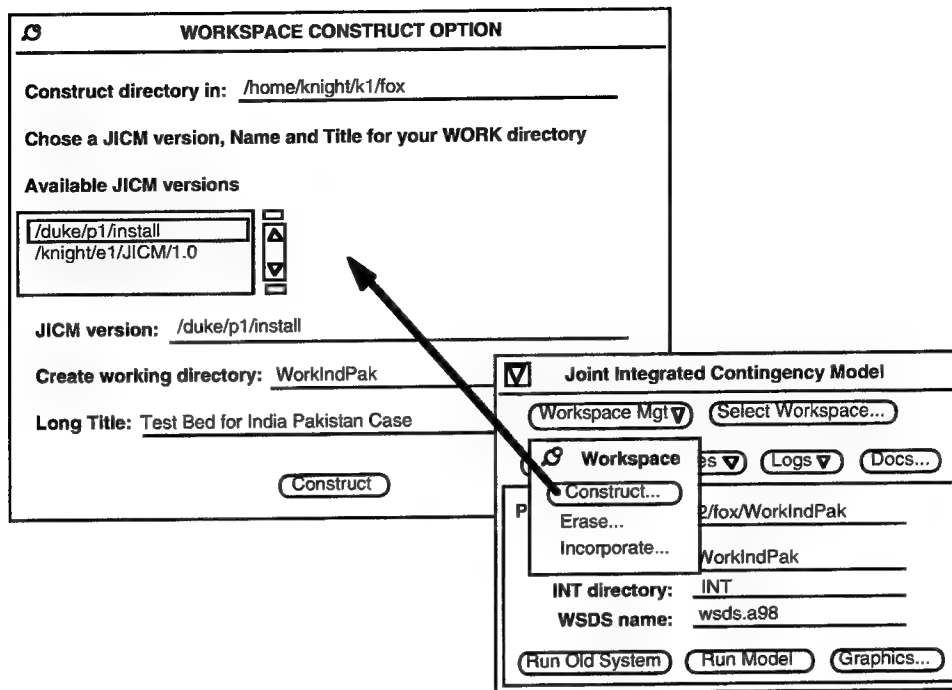 WORKSPACE CONSTRUCT OPTION
Construct directory in: /home/knight/k1/fox
Chose a JICM version, Name and Title for your WORK directory
Available JICM versions
/duke/p1/install
/knight/e1/JICM/1.0
JICM version: /duke/p1/install
Create working directory: WorkIndPak
Long Title: Test Bed for India Pakistan Case
Construct
Joint Integrated Contingency Model
Workspace Mgt Select Workspace...
Workspace
es Logs Docs...
Construct...
P 2/fox/WorkIndPak
Erase...
Incorporate...
WorkIndPak
INT directory: INT
WSDS name: wsds.a98
Run Old System Run Model Graphics...